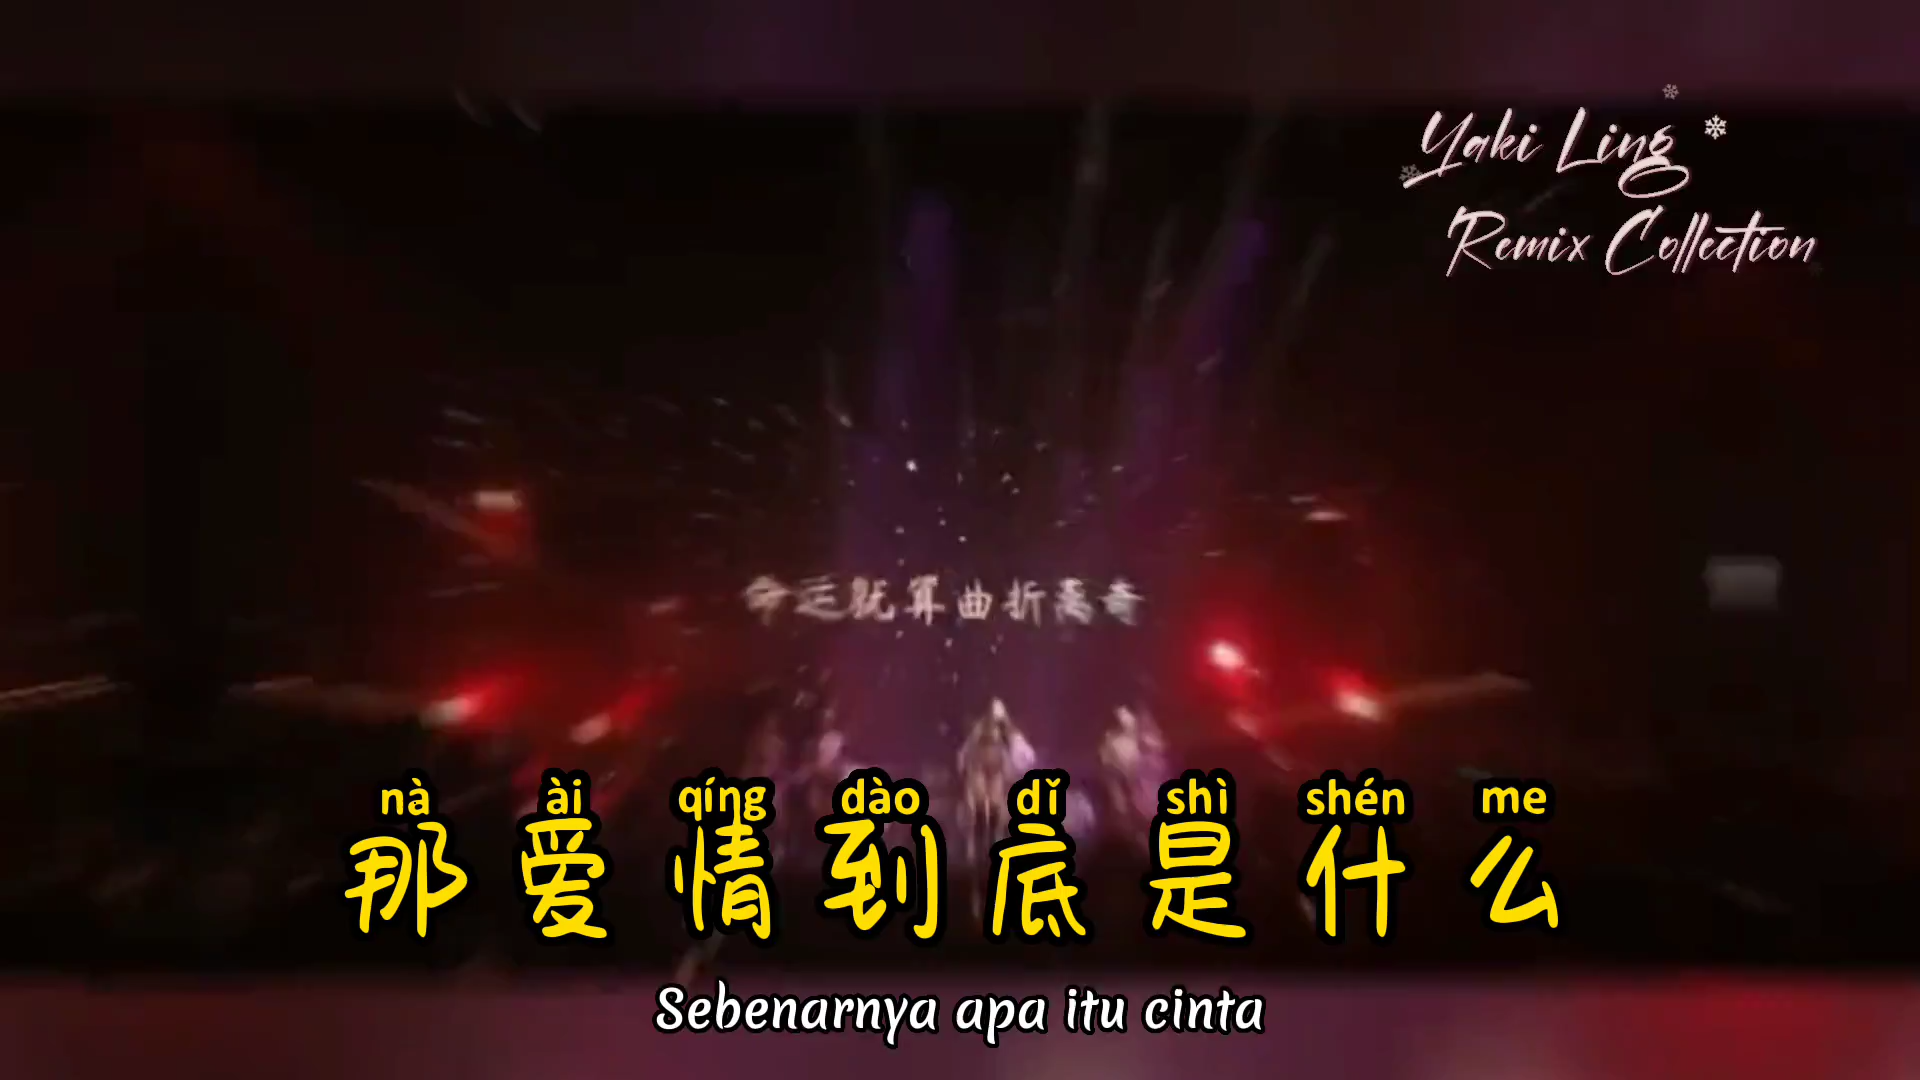 Yaki Ling
Remix Collection
命运就算曲折离奇
nà ài qíng dào dǐ shì shén me
那爱情到底是什么
Sebenarnya apa itu cinta